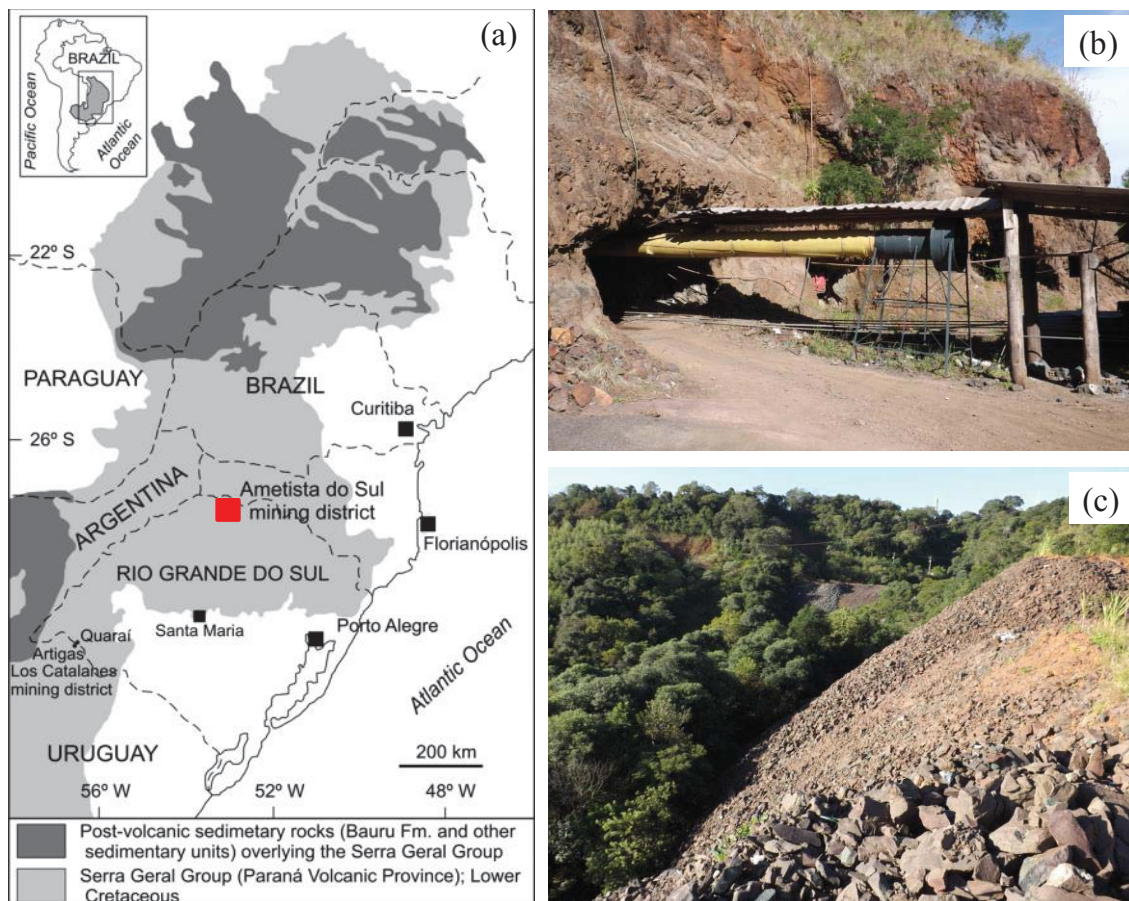 (a)
BRAZIL
Pacific Ocean
Atlantic
Ocean
22º S
PARAGUAY
BRAZIL
Curitiba
26º S
ARGENTINA
Ametista do Sul
mining district
Florianópolis
RIO GRANDE DO SUL
Santa Maria
Porto Alegre
Quaraí
Artigas
Los Catalanes
mining district
Atlantic Ocean
URUGUAY
200 km
56º W
52º W
48º W
Post-volcanic sedimetary rocks (Bauru Fm. and other
sedimentary units) overlying the Serra Geral Group
Serra Geral Group (Paraná Volcanic Province); Lower
Cretaceous
(b)
(c)